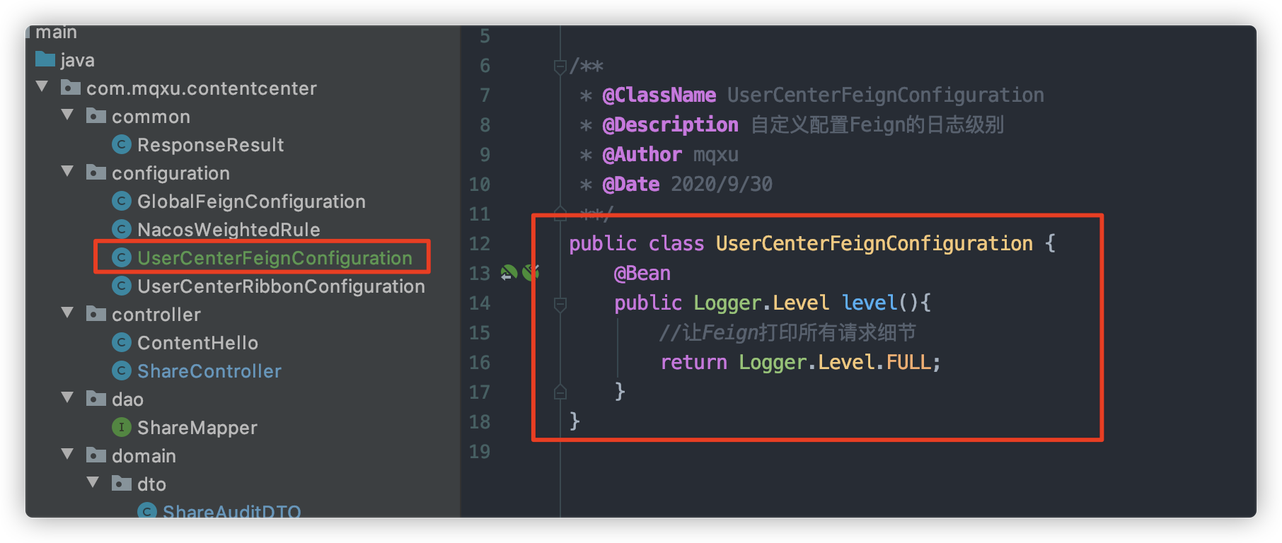 main
java
com.mqxu.contentcenter
common
ResponseResult
configuration
GlobalFeignConfiguration
NacosWeightedRule
UserCenterFeignConfiguration
UserCenterRibbonConfiguration
controller
ContentHello
ShareController
dao
ShareMapper
domain
dto
ShareAuditDTO
5
6 /**
7 * @ClassName UserCenterFeignConfiguration
8 * @Description 自定义配置Feign的日志级别
9 * @Author mqxu
10 * @Date 2020/9/30
11 **/
12 public class UserCenterFeignConfiguration {
13 @Bean
14 public Logger.Level level(){
15 //让Feign打印所有请求细节
16 return Logger.Level.FULL;
17 }
18 }
19